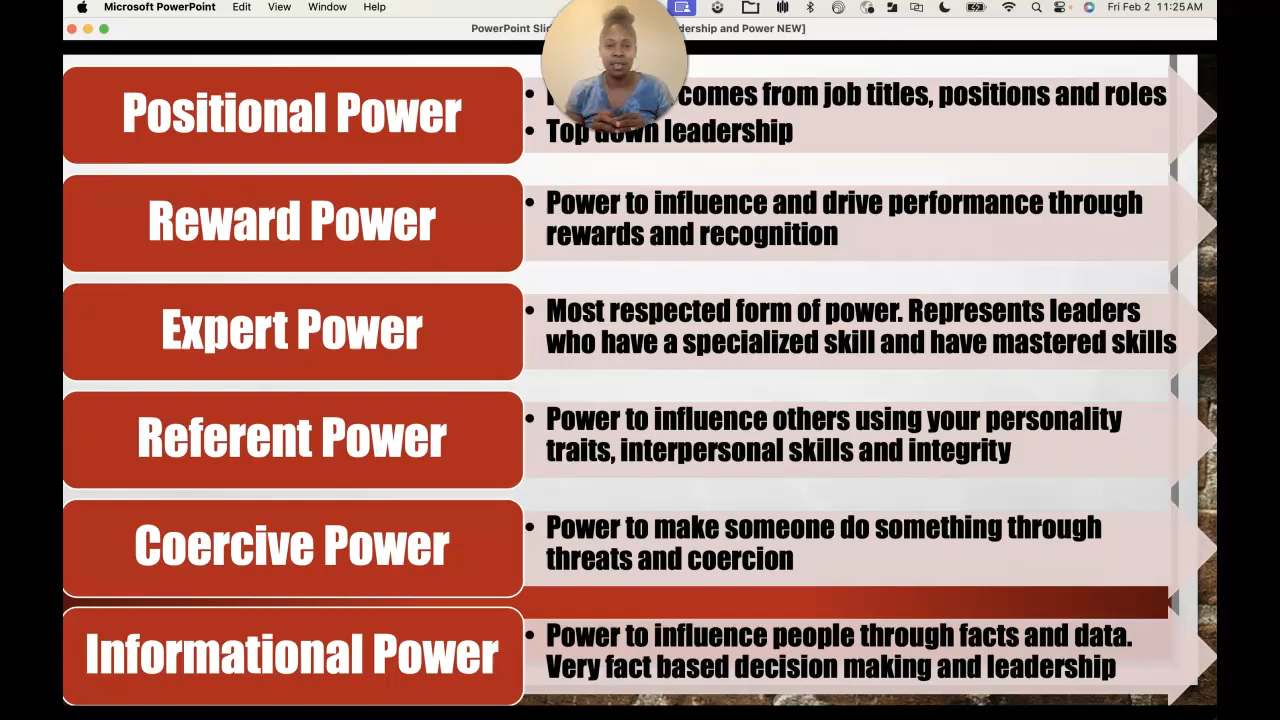 Microsoft PowerPoint Edit View Window Help Fri Feb 2 11:25 AM
PowerPoint dership and Power NEW]
Positional Power
• comes from job titles, positions and roles
• Top down leadership
Reward Power
• Power to influence and drive performance through
rewards and recognition
Expert Power
• Most respected form of power. Represents leaders
who have a specialized skill and have mastered skills
Referent Power
• Power to influence others using your personality
traits, interpersonal skills and integrity
Coercive Power
• Power to make someone do something through
threats and coercion
Informational Power
• Power to influence people through facts and data.
Very fact based decision making and leadership